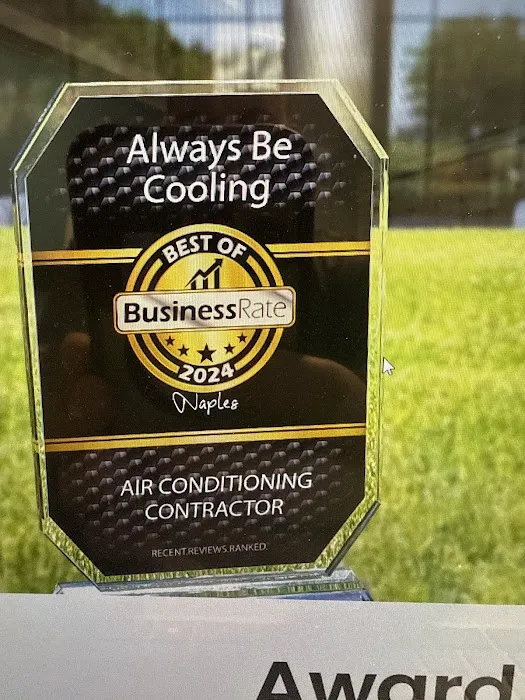 Always Be
Cooling
BEST OF
BusinessRate
2024
Naples
AIR CONDITIONING
CONTRACTOR
RECENT.REVIEWS.RANKED.
Award